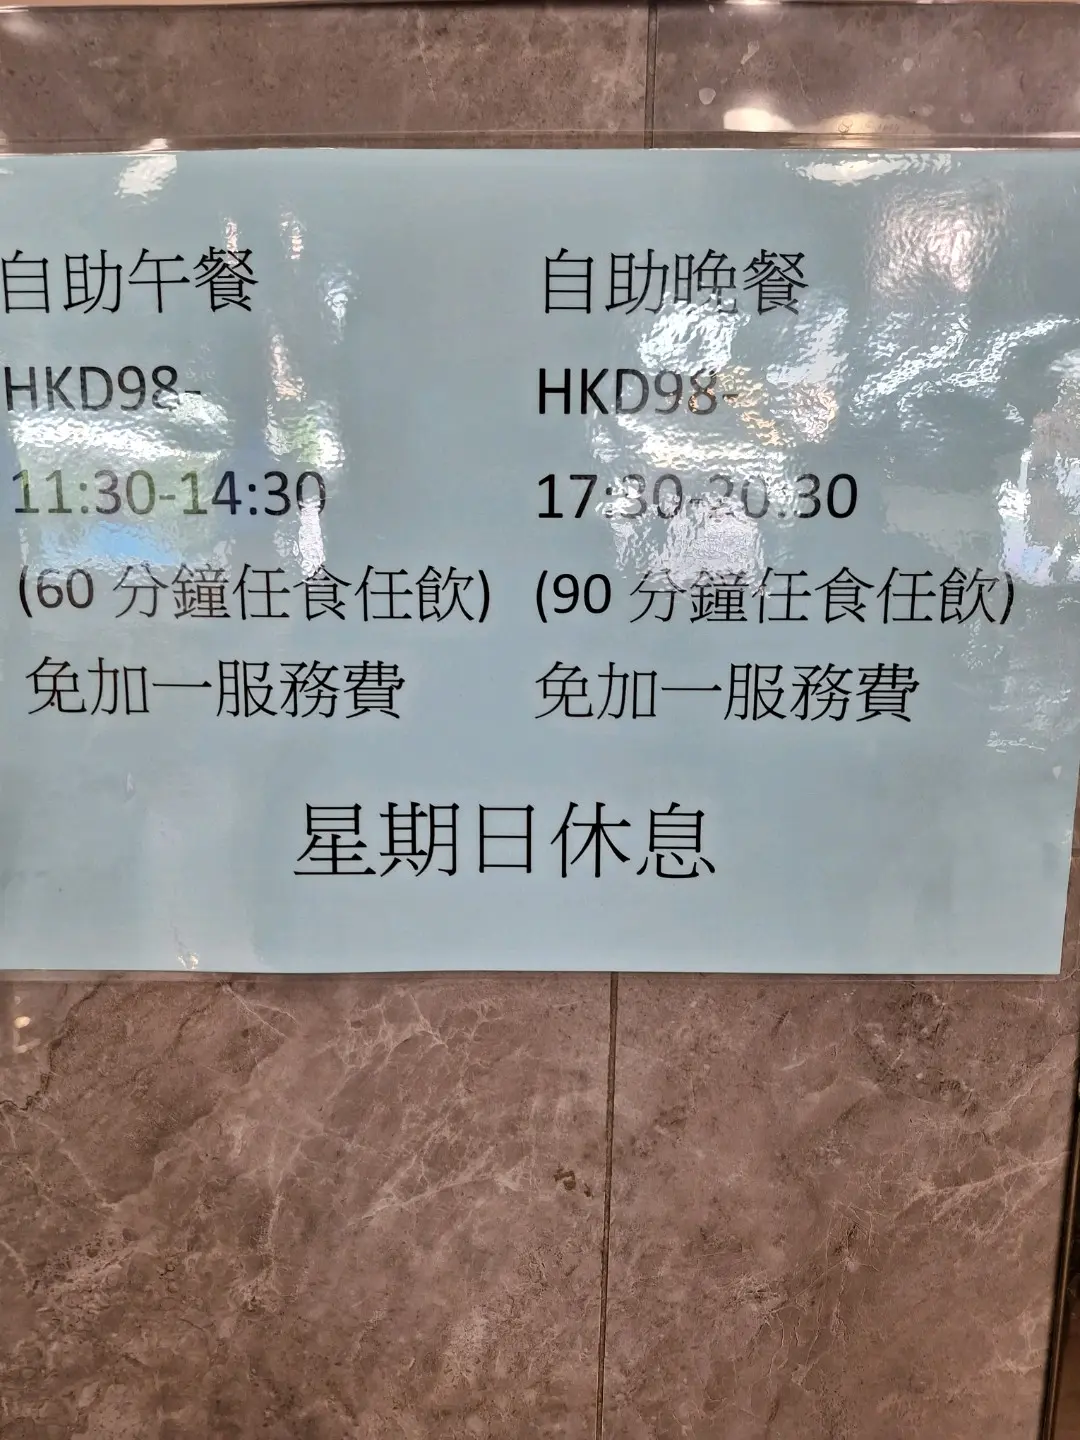 自助午餐
HKD98-
11:30-14:30
(60 分鐘任食任飲)
免加一服務費
自助晚餐
HKD98-
17:30-20:30
(90 分鐘任食任飲)
免加一服務費
星期日休息